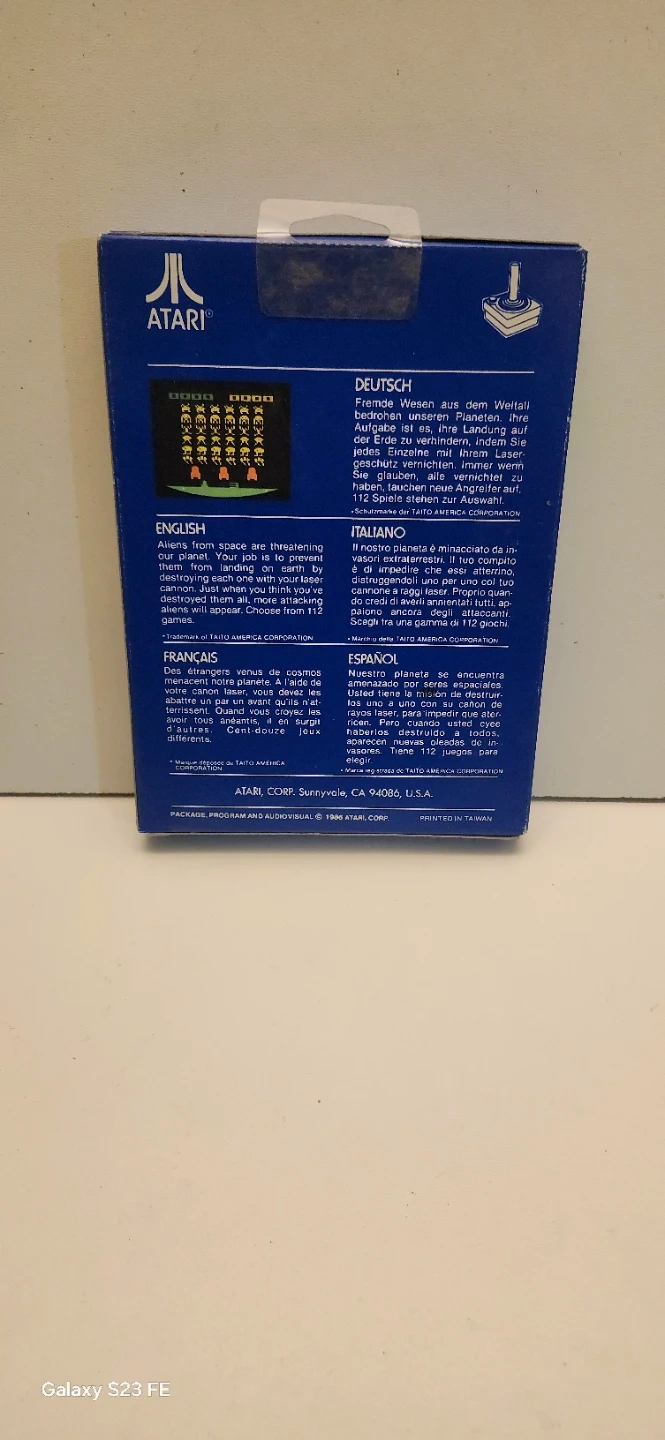 ATARI®
DEUTSCH
Fremde Wesen aus dem Weltall
bedrohen unseren Planeten. Ihre
Aufgabe ist es, ihre Landung auf
der Erde zu verhindern, indem Sie
jedes Einzelne mit Ihrem Laser-
geschütz vernichten. Immer wenn
Sie glauben, alle vernichtet zu
haben, tauchen neue Angreifer auf.
112 Spiele stehen zur Auswahl.
*Schutzmarke der TAITO AMERICA CORPORATION
ENGLISH
Aliens from space are threatening
our planet. Your job is to prevent
them from landing on earth by
destroying each one with your laser
cannon. Just when you think you've
destroyed them all, more attacking
aliens will appear. Choose from 112
games.
*Trademark of TAITO AMERICA CORPORATION
ITALIANO
Il nostro pianeta è minacciato da in-
vasori extraterrestri. Il tuo compito
è di impedire che essi atterrino,
distruggendoli uno per uno col tuo
cannone a raggi laser. Proprio quan-
do credi di averli annientati tutti, ap-
paiono ancora degli attaccanti.
Scegli tra una gamma di 112 giochi.
*Marchio della TAITO AMERICA CORPORATION
FRANÇAIS
Des étrangers venus de cosmos
menacent notre planète. A l'aide de
votre canon laser, vous devez les
abattre un par un avant qu'ils n'at-
terrissent. Quand vous croyez les
avoir tous anéantis, il en surgit
d'autres. Cent-douze jeux
différents.
* Marque déposée de TAITO AMERICA
CORPORATION
ESPAÑOL
Nuestro planeta se encuentra
amenazado por seres espaciales.
Usted tiene la misión de destruir-
los uno a uno con su cañon de
rayos laser, para impedir que ater-
ricen. Pero cuando usted cyee
haberlos destruido a todos,
aparecen nuevas oleadas de in-
vasores. Tiene 112 juegos para
elegir.
*Marca registrada de TAITO AMERICA CORPORATION
ATARI, CORP. Sunnyvale, CA 94086, U.S.A.
PACKAGE, PROGRAM AND AUDIOVISUAL © 1986 ATARI, CORP. PRINTED IN TAIWAN
Galaxy S23 FE